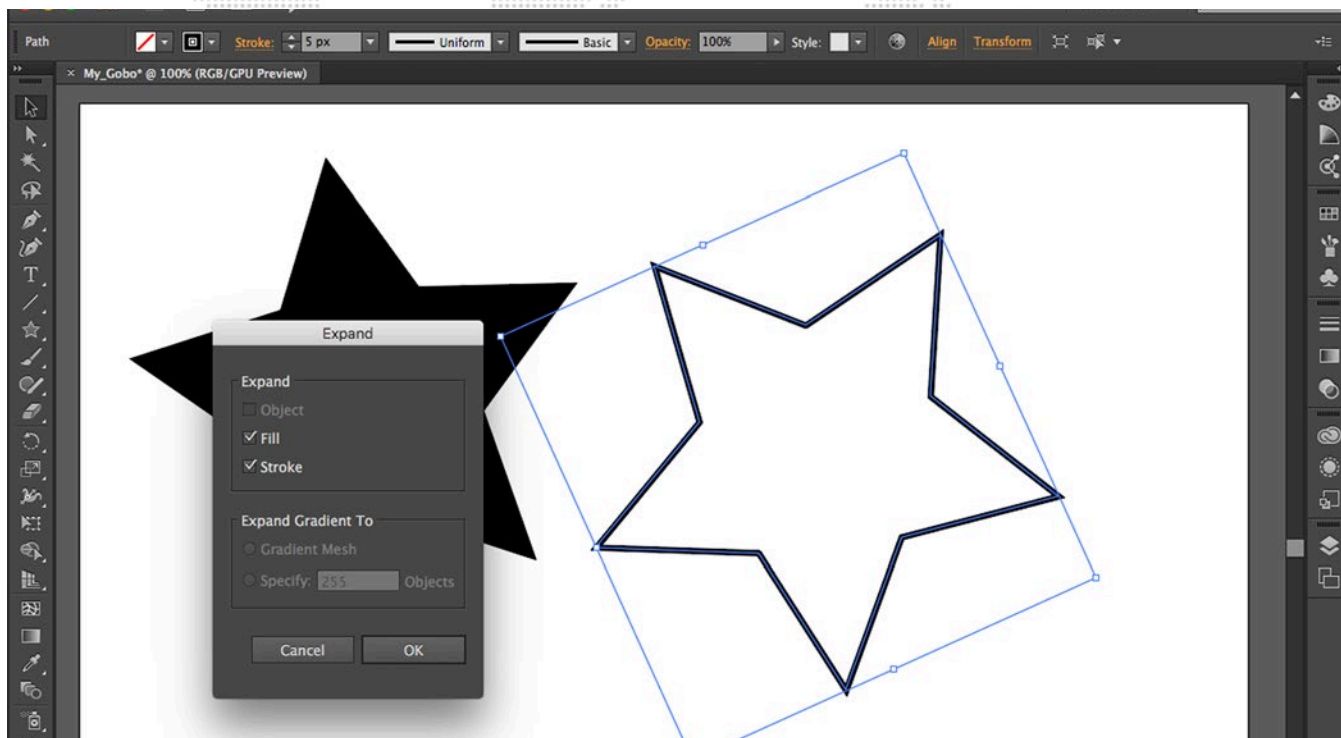 Path Stroke: 5 px Uniform Basic Opacity: 100% Style: Align Transform
× My_Gobo* @ 100% (RGB/GPU Preview)
Expand
Expand
Object
Fill
Stroke
Expand Gradient To
Gradient Mesh
Specify: 255 Objects
Cancel OK